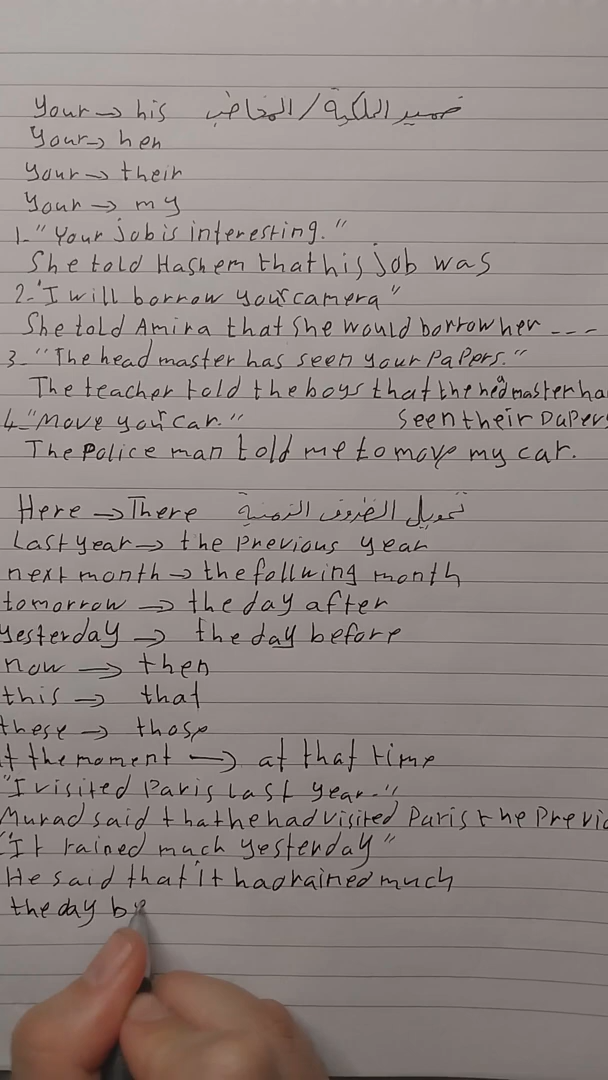 Your → his ضمير الملكية / المخاطب
Your → her
Your → their
Your → my
1- "Your job is interesting."
She told Hashem that his job was
2- "I will borrow your camera"
She told Amira that she would borrow her ---
3- "The head master has seen your papers."
The teacher told the boys that the head master ha
seen their papers
4- "Move your car."
The police man told me to move my car.
Here → There تحويل الظروف الزمنية
Last year → the previous year
next month → the follwing month
tomorrow → the day after
yesterday → the day before
now → then
this → that
these → those
t the moment → at that time
"I visited Paris last year."
Murad said that he had visited Paris the previo
"It rained much yesterday"
He said that it had rained much
the day be